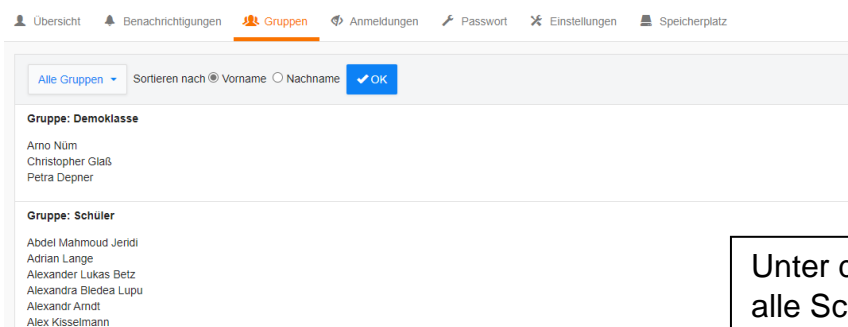 Übersicht Benachrichtigungen Gruppen Anmeldungen Passwort Einstellungen Speicherplatz
Alle Gruppen Sortieren nach Vorname Nachname OK
Gruppe: Demoklasse
Arno Nüm
Christopher Glaß
Petra Depner
Gruppe: Schüler
Abdel Mahmoud Jeridi
Adrian Lange
Alexander Lukas Betz
Alexandra Bledea Lupu
Alexandr Arndt
Alex Kisselmann
Unter
alle